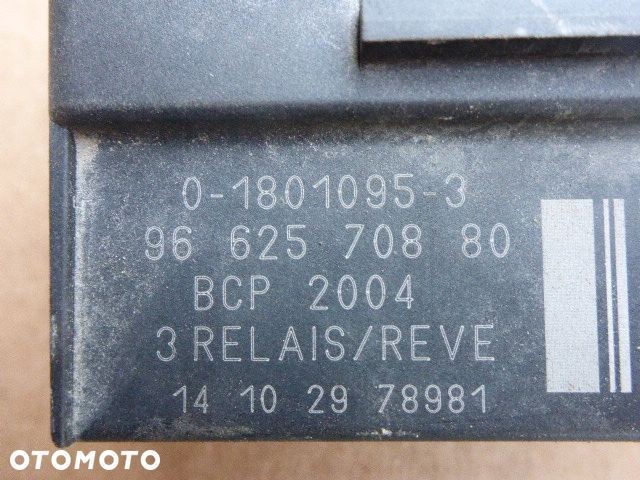 0-1801095-3
96 625 708 80
BCP 2004
3 RELAIS/REVE
14 10 29 78981
OTOMOTO